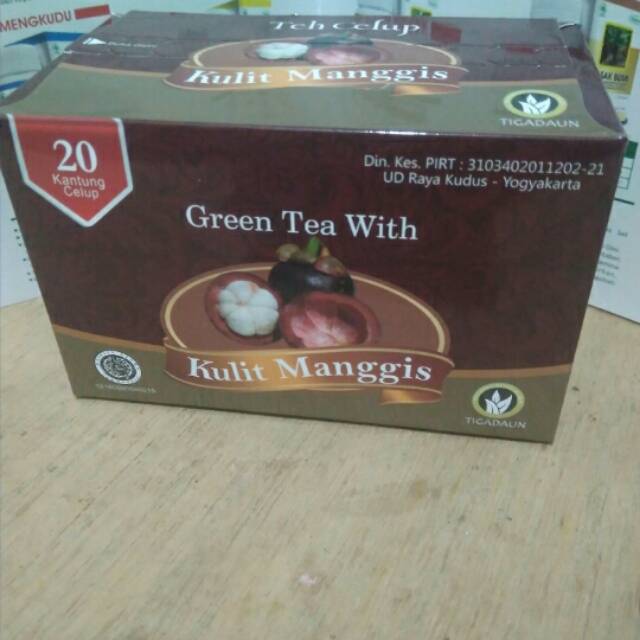 MENGKUDU
Teh Celup
Kulit Manggis
TIGADAUN
20
Kantung
Celup
Din. Kes. PIRT : 3103402011202-21
UD Raya Kudus - Yogyakarta
Green Tea With
Kulit Manggis
TIGADAUN